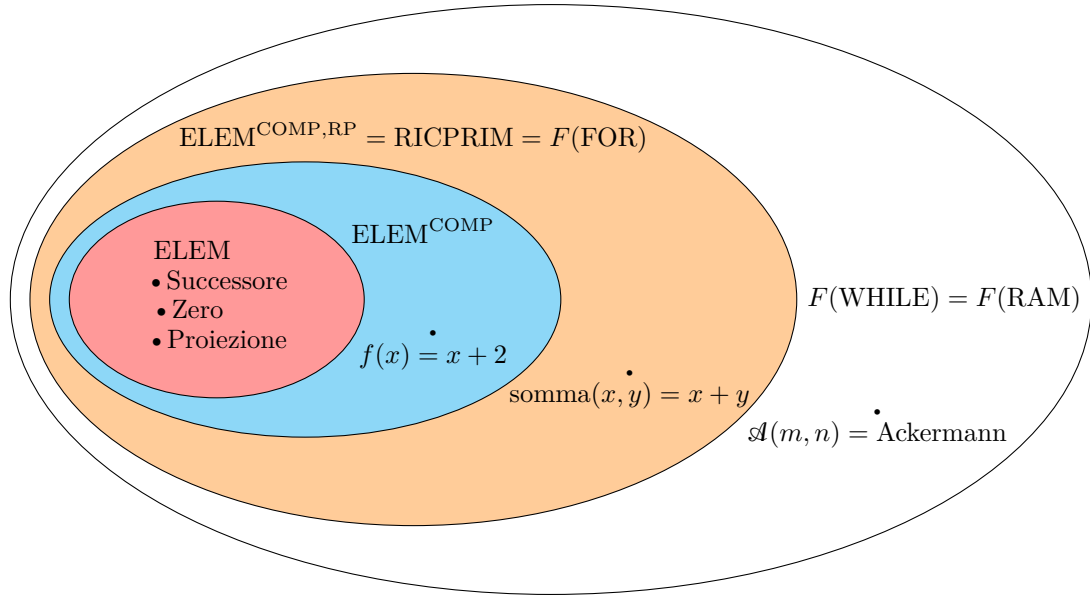 ELEM^COMP,RP = RICPRIM = F(FOR)
ELEM^COMP
ELEM
• Successore
• Zero
• Proiezione
F(WHILE) = F(RAM)
f(x) = x + 2
somma(x, y) = x + y
𝒜(m, n) = Ackermann